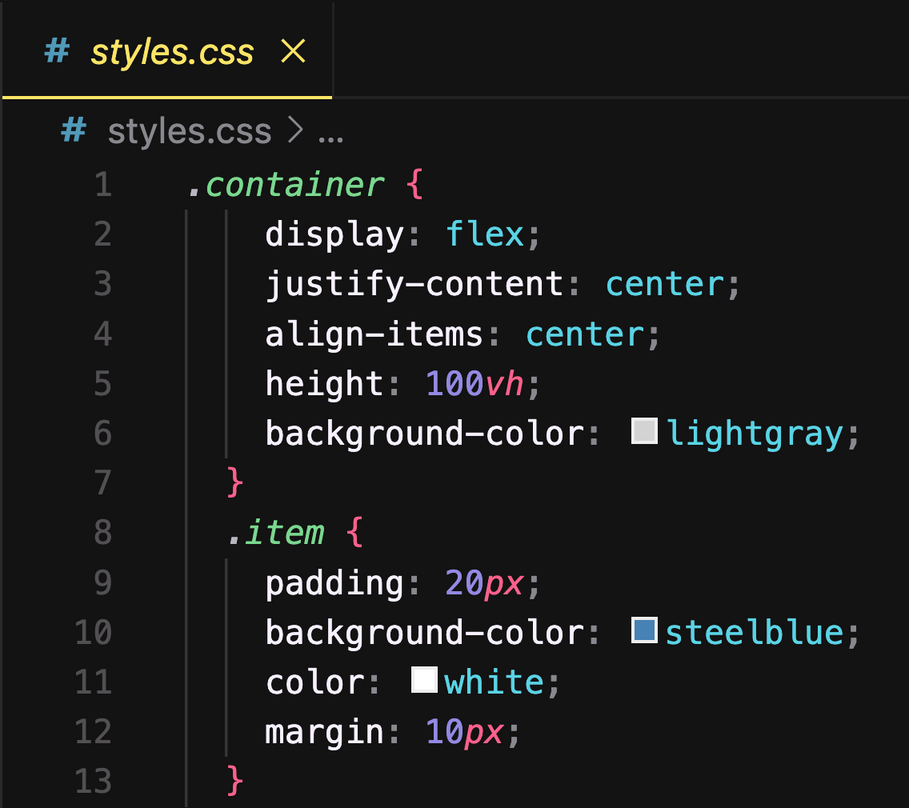 # styles.css ×
# styles.css > ...
1 .container {
2 display: flex;
3 justify-content: center;
4 align-items: center;
5 height: 100vh;
6 background-color: lightgray;
7 }
8 .item {
9 padding: 20px;
10 background-color: steelblue;
11 color: white;
12 margin: 10px;
13 }